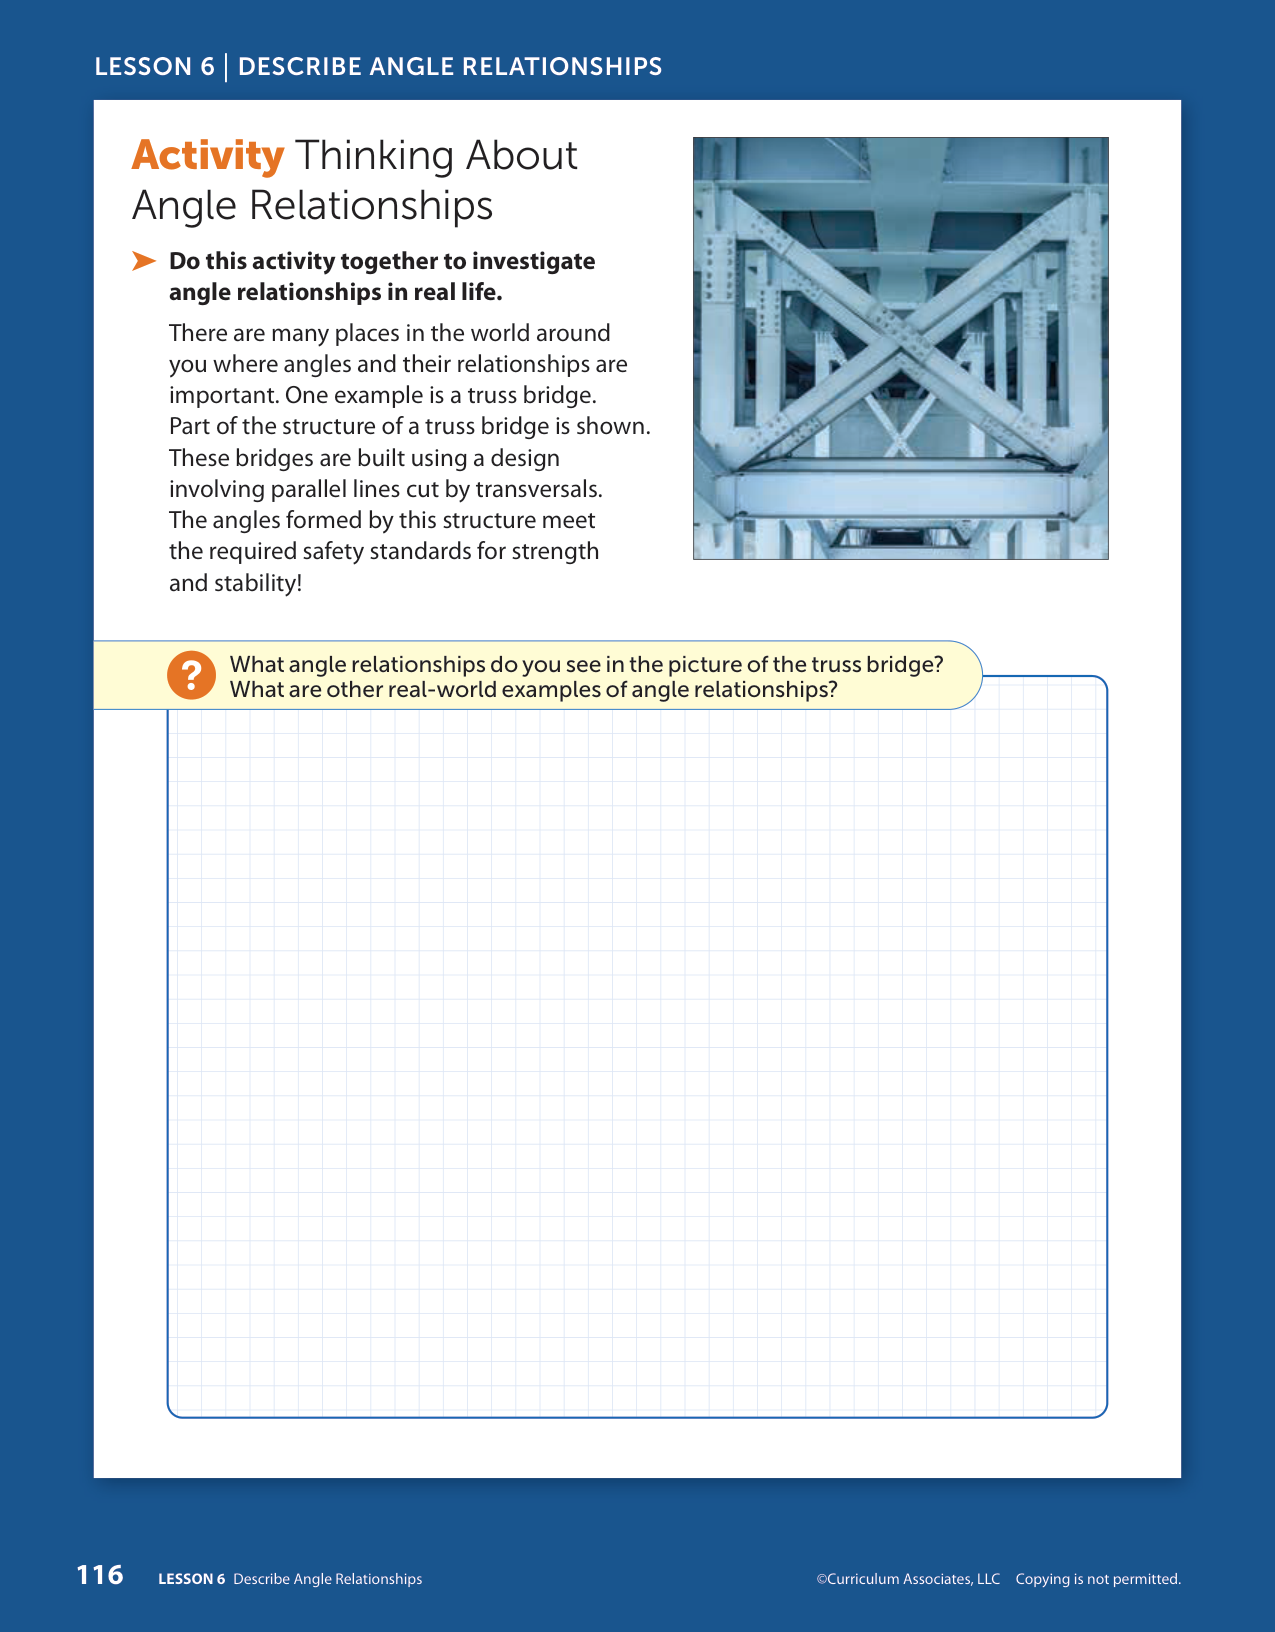 LESSON 6 | DESCRIBE ANGLE RELATIONSHIPS
Activity Thinking About
Angle Relationships
Do this activity together to investigate
angle relationships in real life.
There are many places in the world around
you where angles and their relationships are
important. One example is a truss bridge.
Part of the structure of a truss bridge is shown.
These bridges are built using a design
involving parallel lines cut by transversals.
The angles formed by this structure meet
the required safety standards for strength
and stability!
? What angle relationships do you see in the picture of the truss bridge?
What are other real-world examples of angle relationships?
116 LESSON 6 Describe Angle Relationships
©Curriculum Associates, LLC Copying is not permitted.